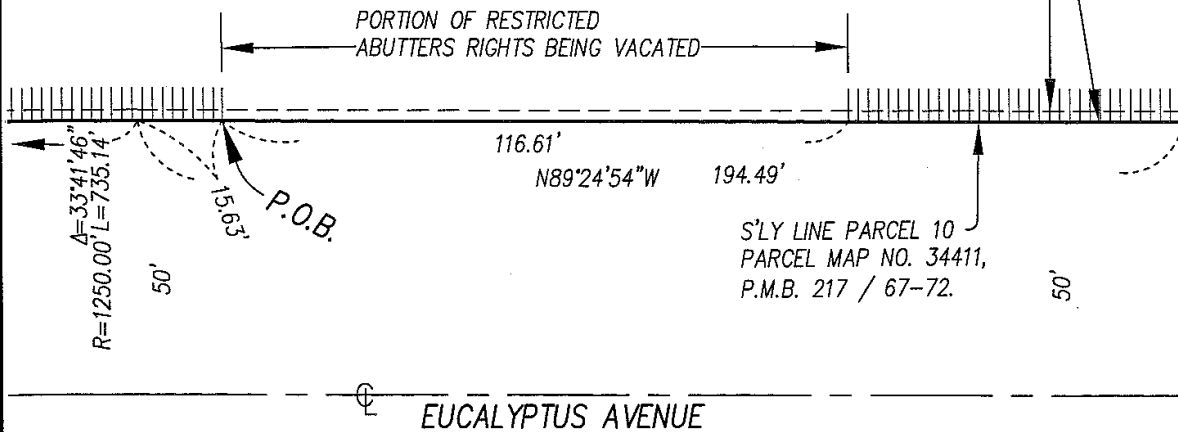 PORTION OF RESTRICTED
ABUTTERS RIGHTS BEING VACATED
116.61'
N89°24'54"W 194.49'
Δ=33°41'46"
R=1250.00' L=735.14'
15.63'
P.O.B.
50'
S'LY LINE PARCEL 10
PARCEL MAP NO. 34411,
P.M.B. 217 / 67-72.
50'
℄
EUCALYPTUS AVENUE